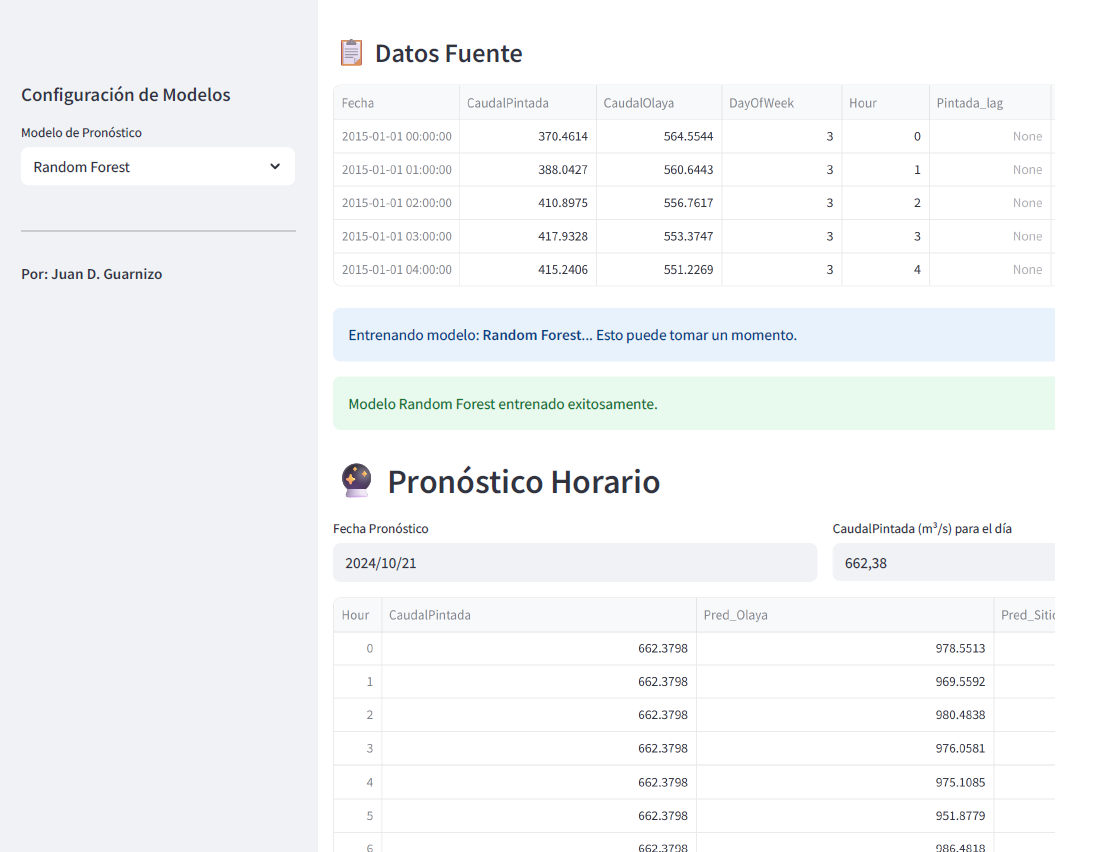 Configuración de Modelos
Modelo de Pronóstico
Random Forest
Por: Juan D. Guarnizo
Datos Fuente
Fecha CaudalPintada CaudalOlaya DayOfWeek Hour Pintada_lag
2015-01-01 00:00:00 370.4614 564.5544 3 0 None
2015-01-01 01:00:00 388.0427 560.6443 3 1 None
2015-01-01 02:00:00 410.8975 556.7617 3 2 None
2015-01-01 03:00:00 417.9328 553.3747 3 3 None
2015-01-01 04:00:00 415.2406 551.2269 3 4 None
Entrenando modelo: Random Forest... Esto puede tomar un momento.
Modelo Random Forest entrenado exitosamente.
Pronóstico Horario
Fecha Pronóstico CaudalPintada (m³/s) para el día
2024/10/21 662,38
Hour CaudalPintada Pred_Olaya
0 662.3798 978.5513
1 662.3798 969.5592
2 662.3798 980.4838
3 662.3798 976.0581
4 662.3798 975.1085
5 662.3798 951.8779
6 662.3798 986.4818